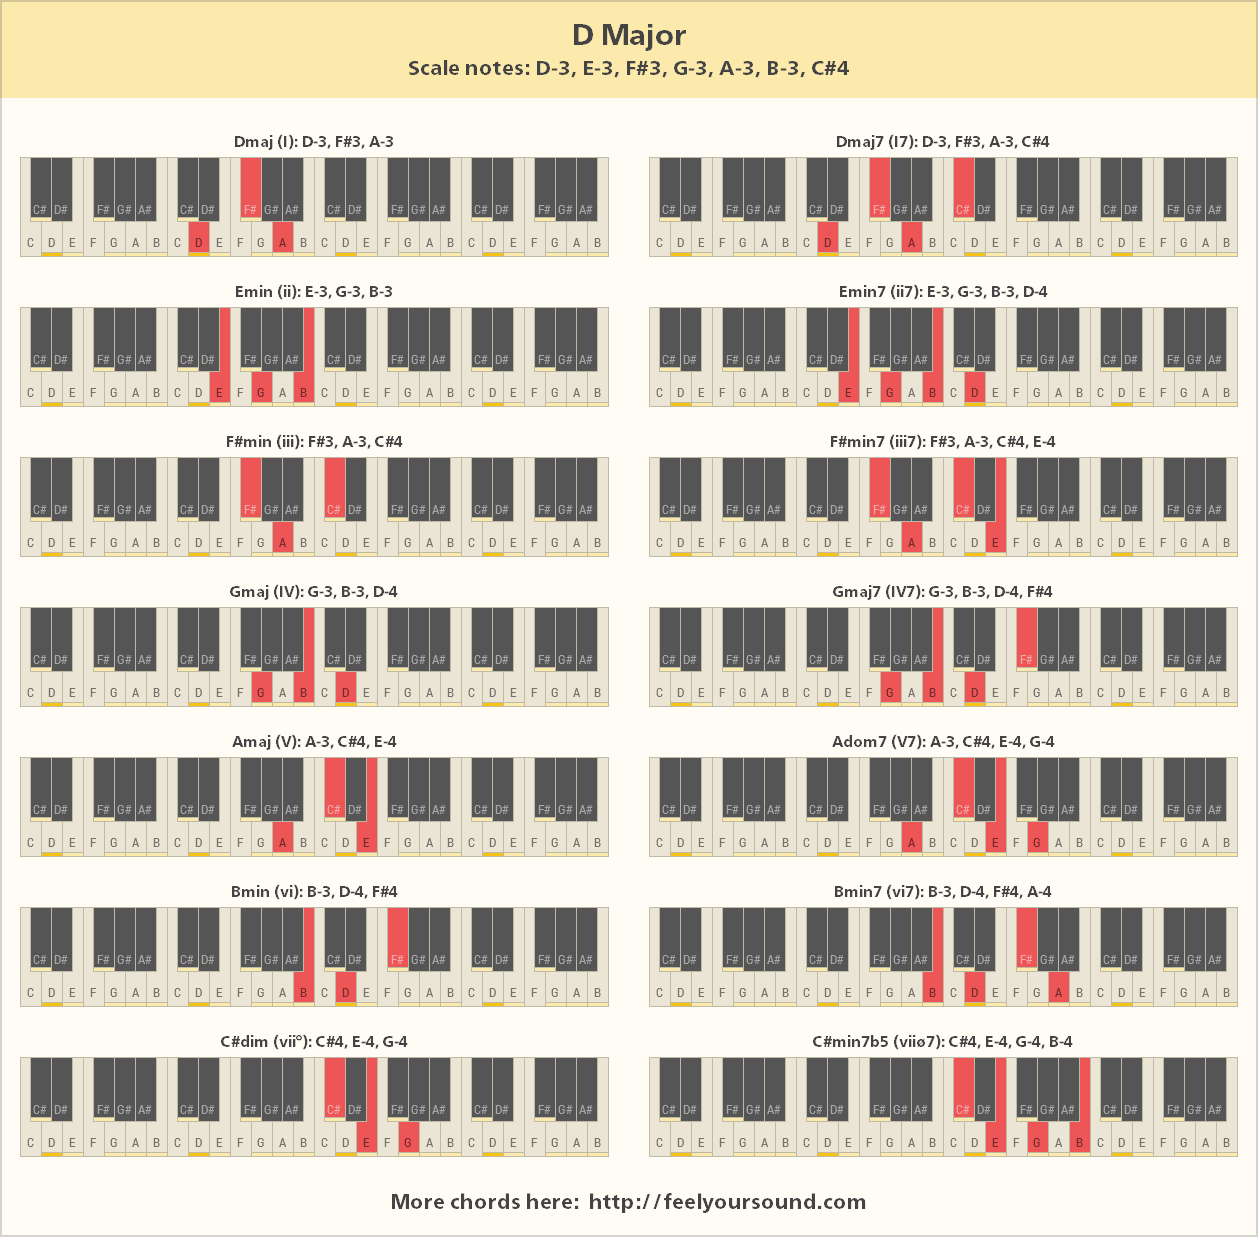 D Major
Scale notes: D-3, E-3, F#3, G-3, A-3, B-3, C#4
Dmaj (I): D-3, F#3, A-3
C# D# F# G# A# C# D# F# G# A# C# D# F# G# A# C# D# F# G# A#
C D E F G A B C D E F G A B C D E F G A B C D E F G A B
Dmaj7 (I7): D-3, F#3, A-3, C#4
C# D# F# G# A# C# D# F# G# A# C# D# F# G# A# C# D# F# G# A#
C D E F G A B C D E F G A B C D E F G A B C D E F G A B
Emin (ii): E-3, G-3, B-3
C# D# F# G# A# C# D# F# G# A# C# D# F# G# A# C# D# F# G# A#
C D E F G A B C D E F G A B C D E F G A B C D E F G A B
Emin7 (ii7): E-3, G-3, B-3, D-4
C# D# F# G# A# C# D# F# G# A# C# D# F# G# A# C# D# F# G# A#
C D E F G A B C D E F G A B C D E F G A B C D E F G A B
F#min (iii): F#3, A-3, C#4
C# D# F# G# A# C# D# F# G# A# C# D# F# G# A# C# D# F# G# A#
C D E F G A B C D E F G A B C D E F G A B C D E F G A B
F#min7 (iii7): F#3, A-3, C#4, E-4
C# D# F# G# A# C# D# F# G# A# C# D# F# G# A# C# D# F# G# A#
C D E F G A B C D E F G A B C D E F G A B C D E F G A B
Gmaj (IV): G-3, B-3, D-4
C# D# F# G# A# C# D# F# G# A# C# D# F# G# A# C# D# F# G# A#
C D E F G A B C D E F G A B C D E F G A B C D E F G A B
Gmaj7 (IV7): G-3, B-3, D-4, F#4
C# D# F# G# A# C# D# F# G# A# C# D# F# G# A# C# D# F# G# A#
C D E F G A B C D E F G A B C D E F G A B C D E F G A B
Amaj (V): A-3, C#4, E-4
C# D# F# G# A# C# D# F# G# A# C# D# F# G# A# C# D# F# G# A#
C D E F G A B C D E F G A B C D E F G A B C D E F G A B
Adom7 (V7): A-3, C#4, E-4, G-4
C# D# F# G# A# C# D# F# G# A# C# D# F# G# A# C# D# F# G# A#
C D E F G A B C D E F G A B C D E F G A B C D E F G A B
Bmin (vi): B-3, D-4, F#4
C# D# F# G# A# C# D# F# G# A# C# D# F# G# A# C# D# F# G# A#
C D E F G A B C D E F G A B C D E F G A B C D E F G A B
Bmin7 (vi7): B-3, D-4, F#4, A-4
C# D# F# G# A# C# D# F# G# A# C# D# F# G# A# C# D# F# G# A#
C D E F G A B C D E F G A B C D E F G A B C D E F G A B
C#dim (vii°): C#4, E-4, G-4
C# D# F# G# A# C# D# F# G# A# C# D# F# G# A# C# D# F# G# A#
C D E F G A B C D E F G A B C D E F G A B C D E F G A B
C#min7b5 (viiø7): C#4, E-4, G-4, B-4
C# D# F# G# A# C# D# F# G# A# C# D# F# G# A# C# D# F# G# A#
C D E F G A B C D E F G A B C D E F G A B C D E F G A B
More chords here: http://feelyoursound.com